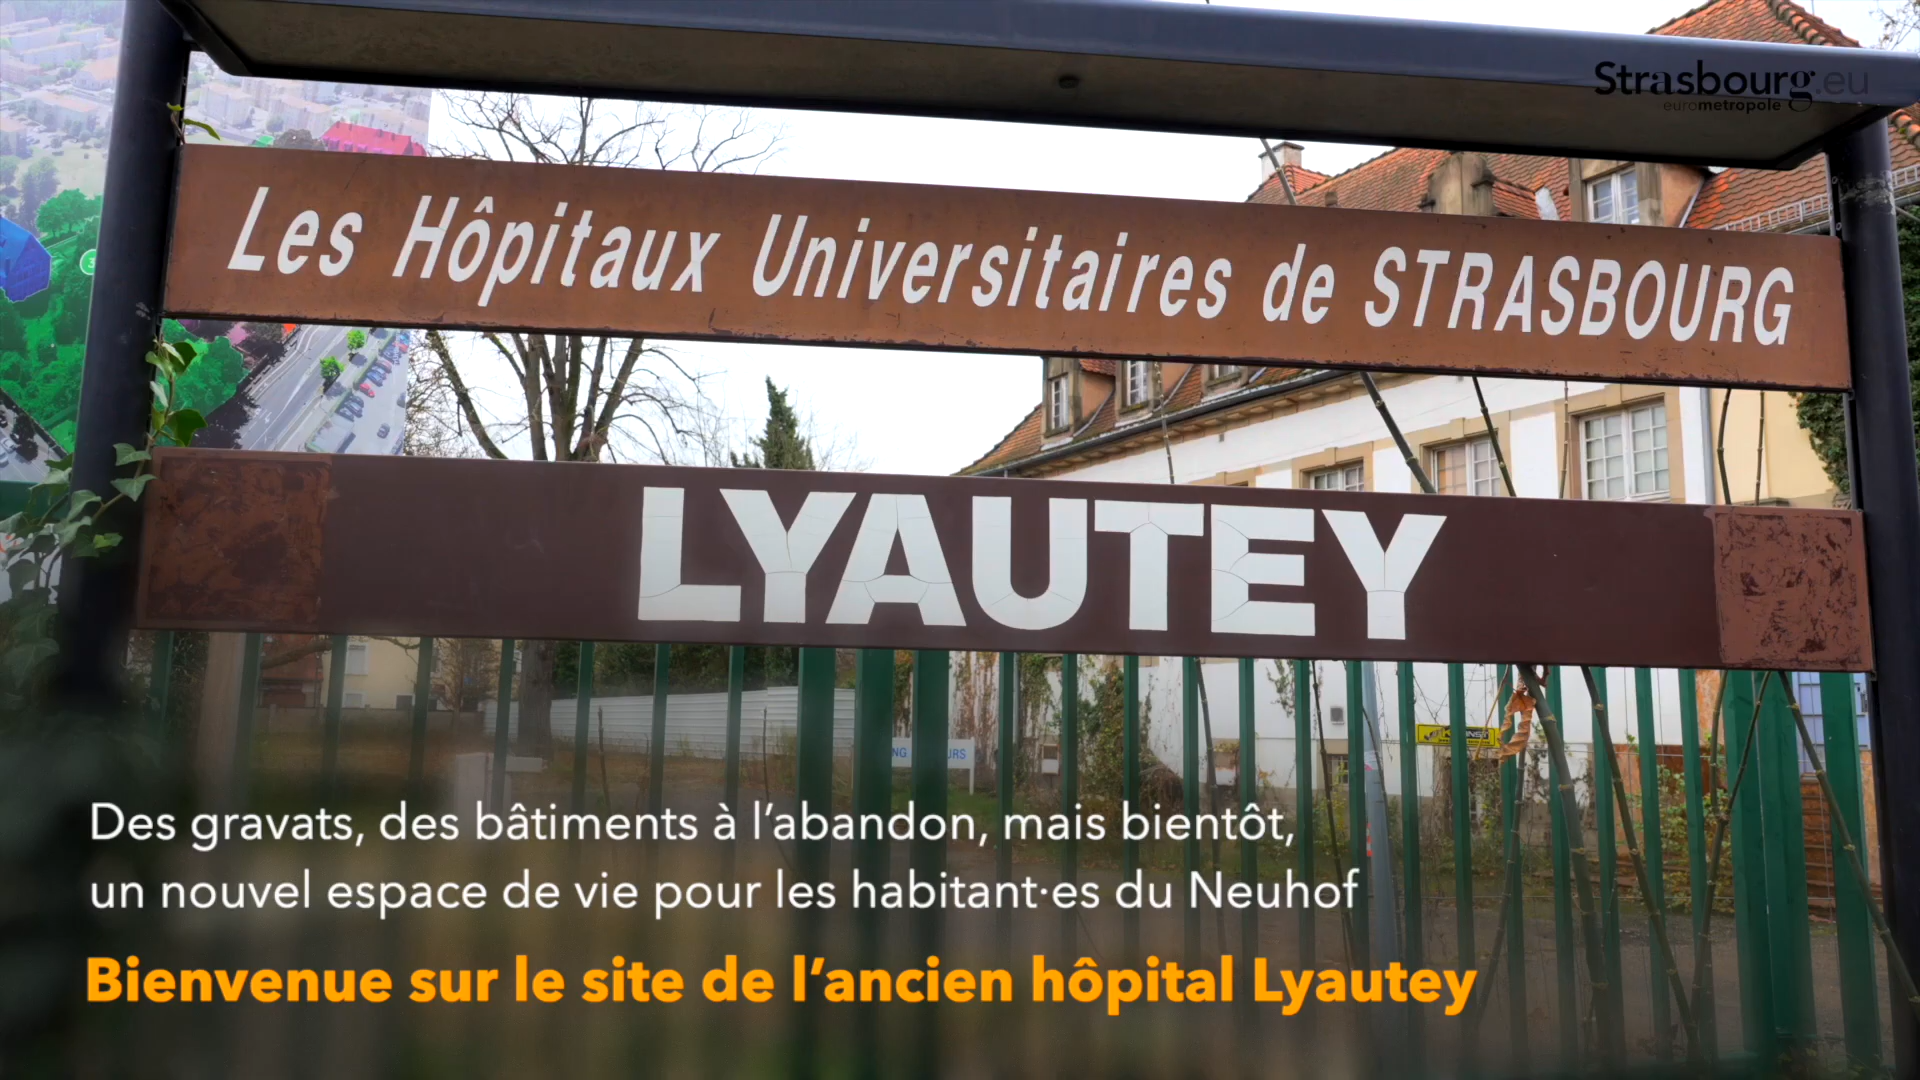 Strasbourg.eu
eurometropole
Les Hôpitaux Universitaires de STRASBOURG
LYAUTEY
Des gravats, des bâtiments à l’abandon, mais bientôt,
un nouvel espace de vie pour les habitant·es du Neuhof
Bienvenue sur le site de l’ancien hôpital Lyautey